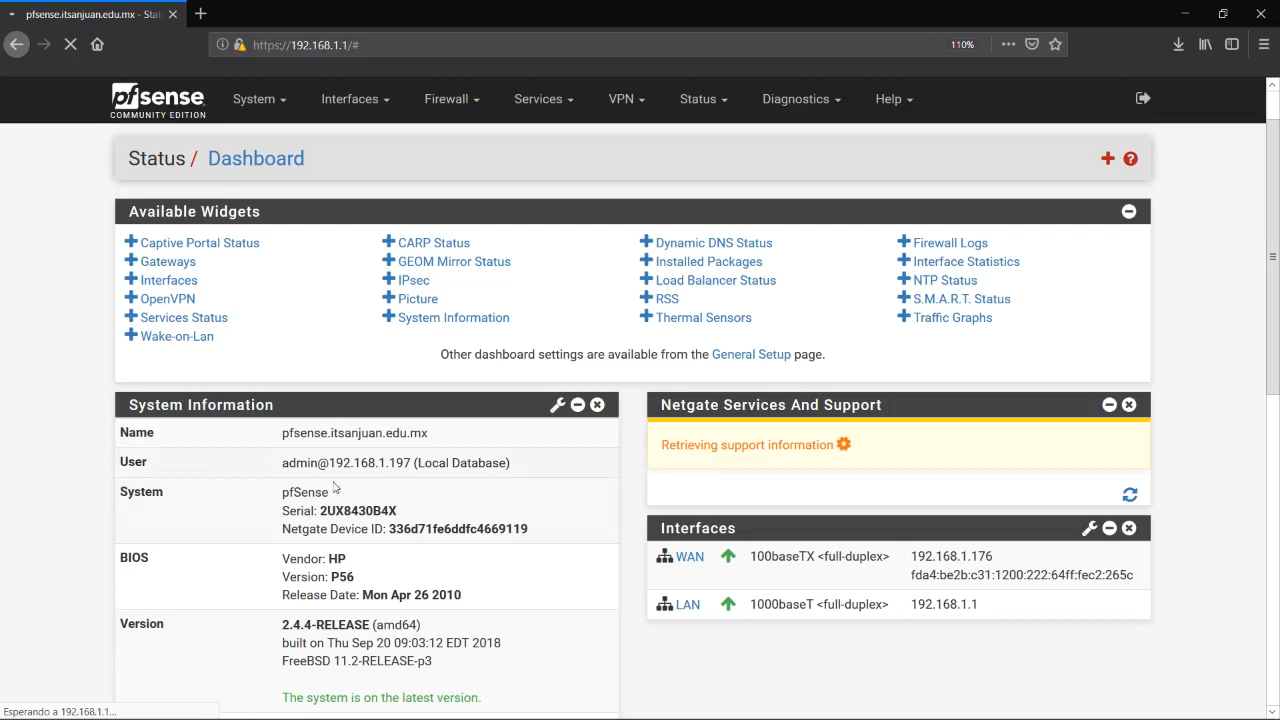 pfsense.itsanjuan.edu.mx - Stat
https://192.168.1.1/#
110%
pfsense
COMMUNITY EDITION
System
Interfaces
Firewall
Services
VPN
Status
Diagnostics
Help
Status / Dashboard
Available Widgets
Captive Portal Status
CARP Status
Dynamic DNS Status
Firewall Logs
Gateways
GEOM Mirror Status
Installed Packages
Interface Statistics
Interfaces
IPsec
Load Balancer Status
NTP Status
OpenVPN
Picture
RSS
S.M.A.R.T. Status
Services Status
System Information
Thermal Sensors
Traffic Graphs
Wake-on-Lan
Other dashboard settings are available from the General Setup page.
System Information
Name pfsense.itsanjuan.edu.mx
User admin@192.168.1.197 (Local Database)
System pfSense
Serial: 2UX8430B4X
Netgate Device ID: 336d71fe6ddfc4669119
BIOS Vendor: HP
Version: P56
Release Date: Mon Apr 26 2010
Version 2.4.4-RELEASE (amd64)
built on Thu Sep 20 09:03:12 EDT 2018
FreeBSD 11.2-RELEASE-p3
The system is on the latest version.
Netgate Services And Support
Retrieving support information
Interfaces
WAN 100baseTX <full-duplex> 192.168.1.176
fda4:be2b:c31:1200:222:64ff:fec2:265c
LAN 1000baseT <full-duplex> 192.168.1.1
Esperando a 192.168.1.1...